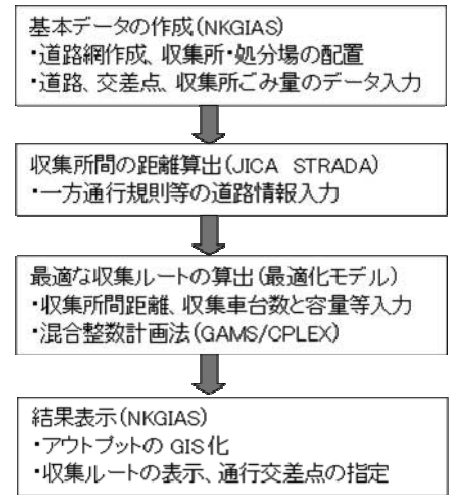 基本データの作成(NKGIAS)
・道路網作成、収集所・処分場の配置
・道路、交差点、収集所ごみ量のデータ入力
収集所間の距離算出(JICA STRADA)
・一方通行規則等の道路情報入力
最適な収集ルートの算出(最適化モデル)
・収集所間距離、収集車台数と容量等入力
・混合整数計画法(GAMS/CPLEX)
結果表示(NKGIAS)
・アウトプットの GIS化
・収集ルートの表示、通行交差点の指定